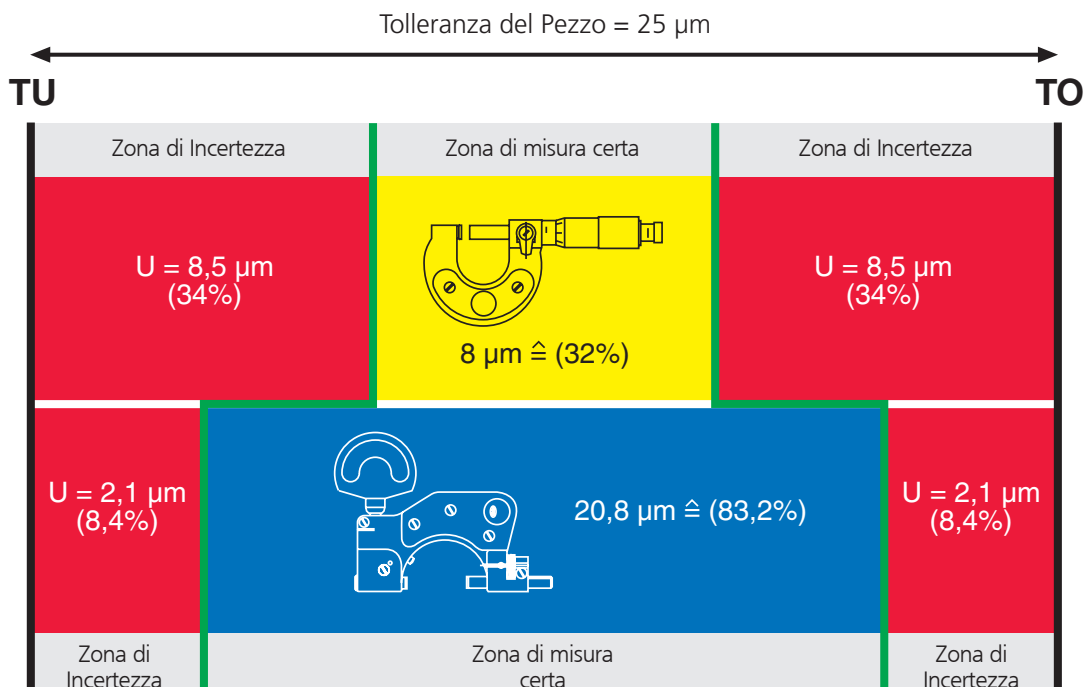 Tolleranza del Pezzo = 25 µm
TU
TO
Zona di Incertezza
Zona di misura certa
Zona di Incertezza
U = 8,5 µm
(34%)
8 µm ≙ (32%)
U = 8,5 µm
(34%)
U = 2,1 µm
(8,4%)
20,8 µm ≙ (83,2%)
U = 2,1 µm
(8,4%)
Zona di
Incertezza
Zona di misura
certa
Zona di
Incertezza